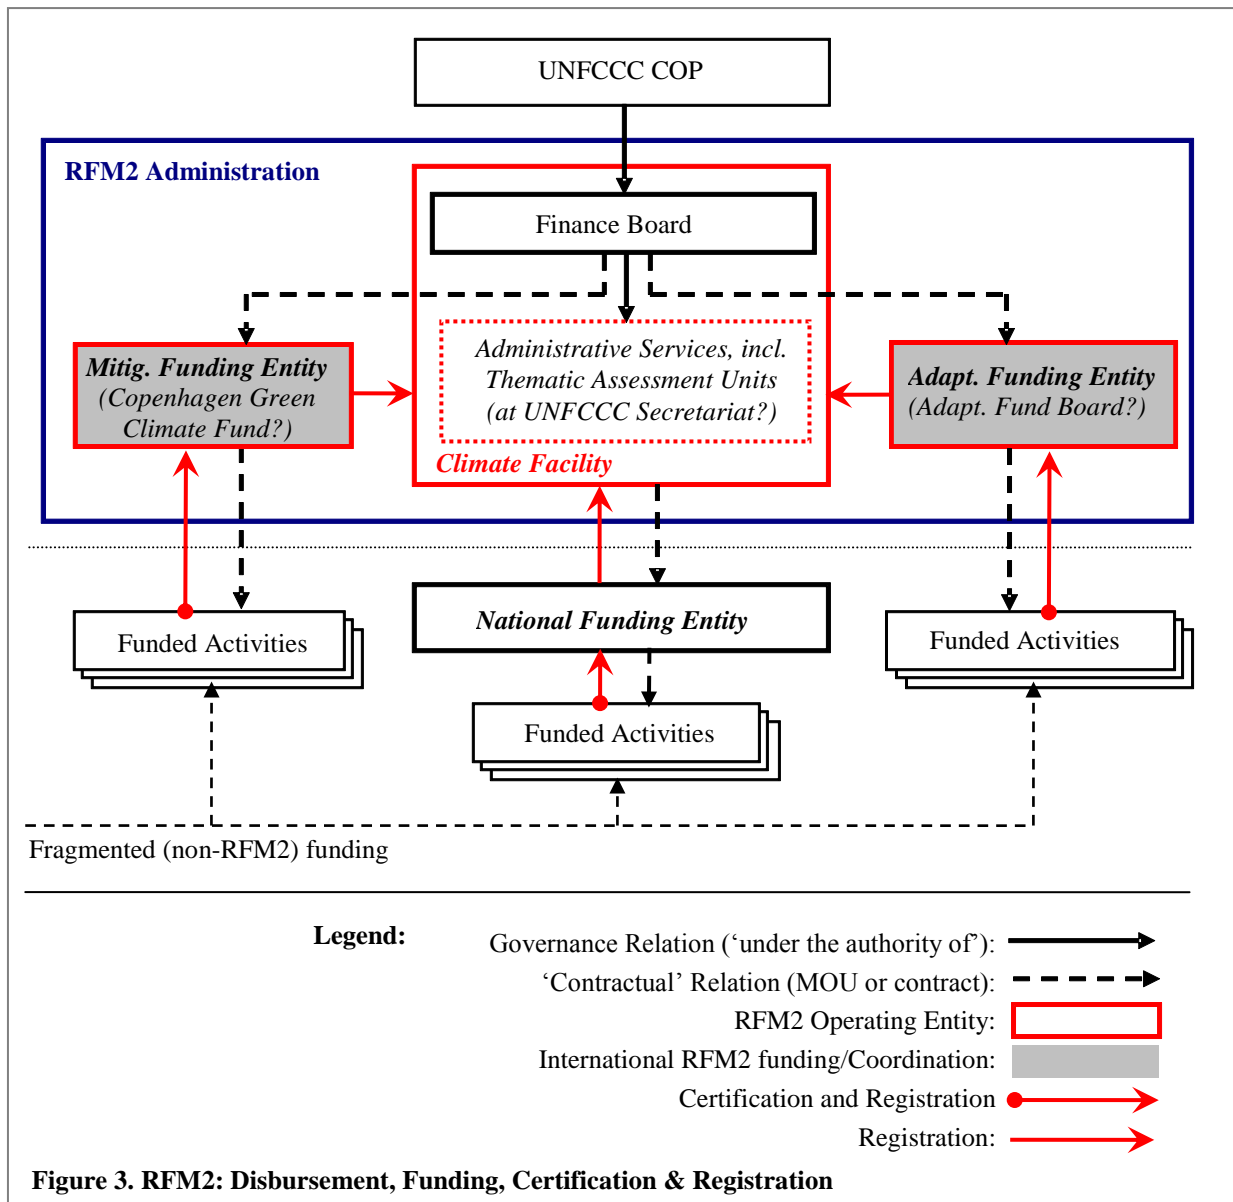 UNFCCC COP
RFM2 Administration
Finance Board
Mitig. Funding Entity
(Copenhagen Green
Climate Fund?)
Administrative Services, incl.
Thematic Assessment Units
(at UNFCCC Secretariat?)
Climate Facility
Adapt. Funding Entity
(Adapt. Fund Board?)
Funded Activities
National Funding Entity
Funded Activities
Funded Activities
Fragmented (non-RFM2) funding
Legend:
Governance Relation (‘under the authority of’):
‘Contractual’ Relation (MOU or contract):
RFM2 Operating Entity:
International RFM2 funding/Coordination:
Certification and Registration
Registration:
Figure 3. RFM2: Disbursement, Funding, Certification & Registration